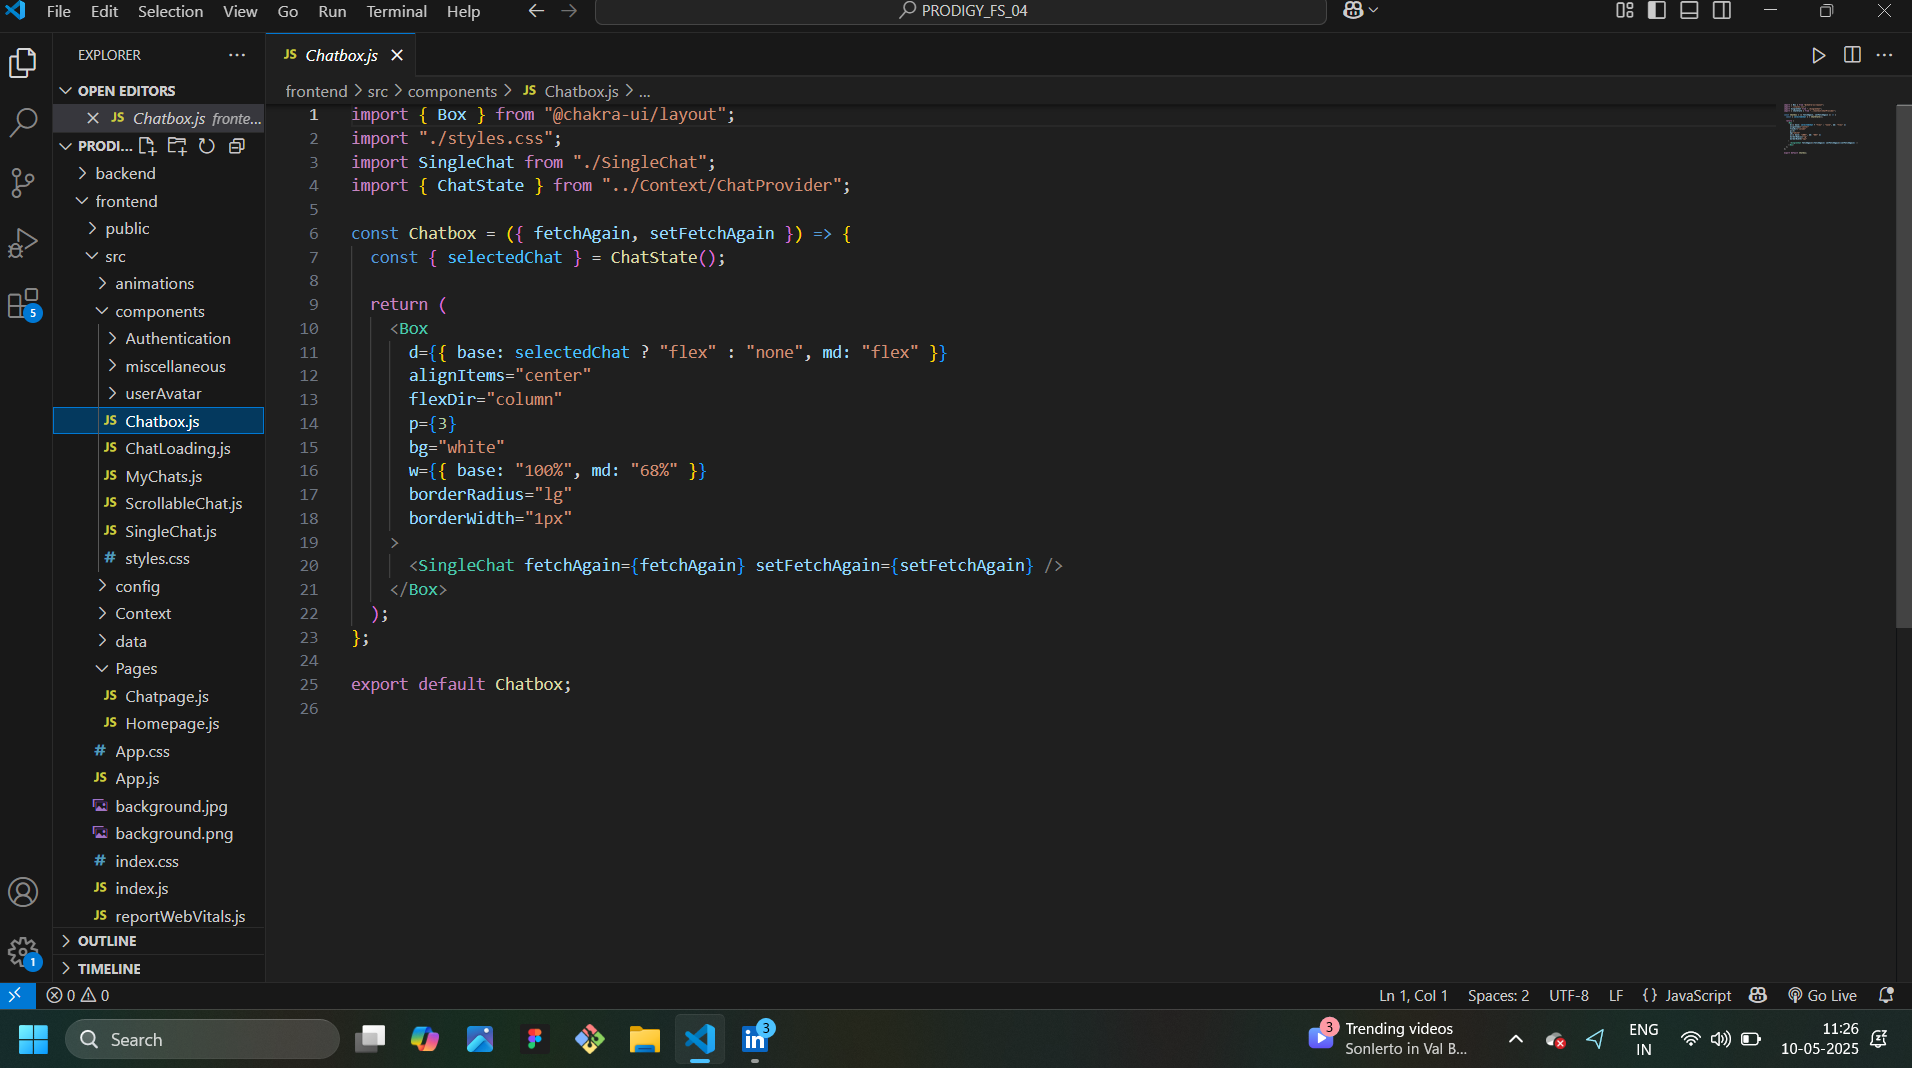 File Edit Selection View Go Run Terminal Help
PRODIGY_FS_04
EXPLORER
OPEN EDITORS
JS Chatbox.js fronte...
PRODI...
backend
frontend
public
src
animations
components
Authentication
miscellaneous
userAvatar
JS Chatbox.js
JS ChatLoading.js
JS MyChats.js
JS ScrollableChat.js
JS SingleChat.js
# styles.css
config
Context
data
Pages
JS Chatpage.js
JS Homepage.js
# App.css
JS App.js
background.jpg
background.png
# index.css
JS index.js
JS reportWebVitals.js
OUTLINE
TIMELINE
5
1
JS Chatbox.js
frontend > src > components > JS Chatbox.js > ...
1 import { Box } from "@chakra-ui/layout";
2 import "./styles.css";
3 import SingleChat from "./SingleChat";
4 import { ChatState } from "../Context/ChatProvider";
5
6 const Chatbox = ({ fetchAgain, setFetchAgain }) => {
7 const { selectedChat } = ChatState();
8
9 return (
10 <Box
11 d={{ base: selectedChat ? "flex" : "none", md: "flex" }}
12 alignItems="center"
13 flexDir="column"
14 p={3}
15 bg="white"
16 w={{ base: "100%", md: "68%" }}
17 borderRadius="lg"
18 borderWidth="1px"
19 >
20 <SingleChat fetchAgain={fetchAgain} setFetchAgain={setFetchAgain} />
21 </Box>
22 );
23 };
24
25 export default Chatbox;
26
0 0
Ln 1, Col 1 Spaces: 2 UTF-8 LF {} JavaScript Go Live
Search
3
3
Trending videos
Sonlerto in Val B...
ENG
IN
11:26
10-05-2025